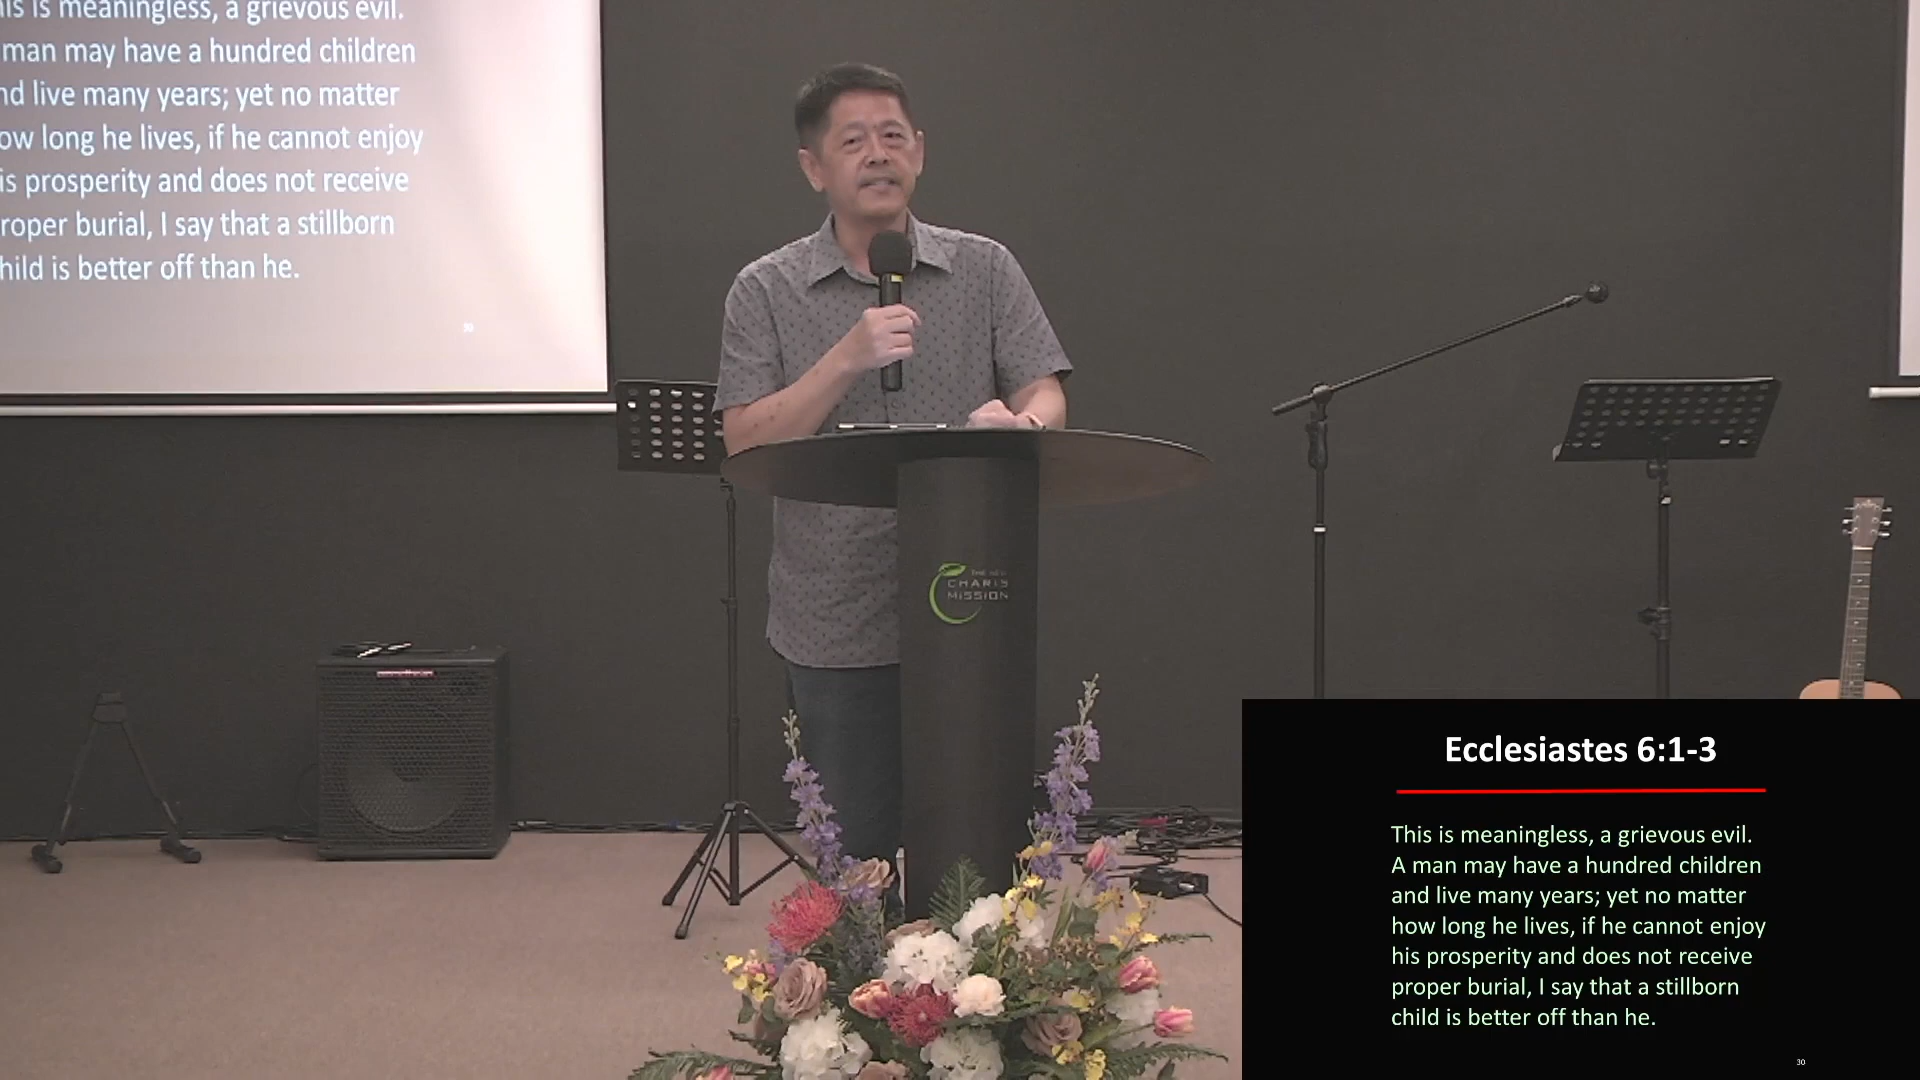 his is meaningless, a grievous evil.
man may have a hundred children
nd live many years; yet no matter
ow long he lives, if he cannot enjoy
is prosperity and does not receive
roper burial, I say that a stillborn
hild is better off than he.
30
THE NEW
CHARIS
MISSION
Ecclesiastes 6:1-3
This is meaningless, a grievous evil.
A man may have a hundred children
and live many years; yet no matter
how long he lives, if he cannot enjoy
his prosperity and does not receive
proper burial, I say that a stillborn
child is better off than he.
30